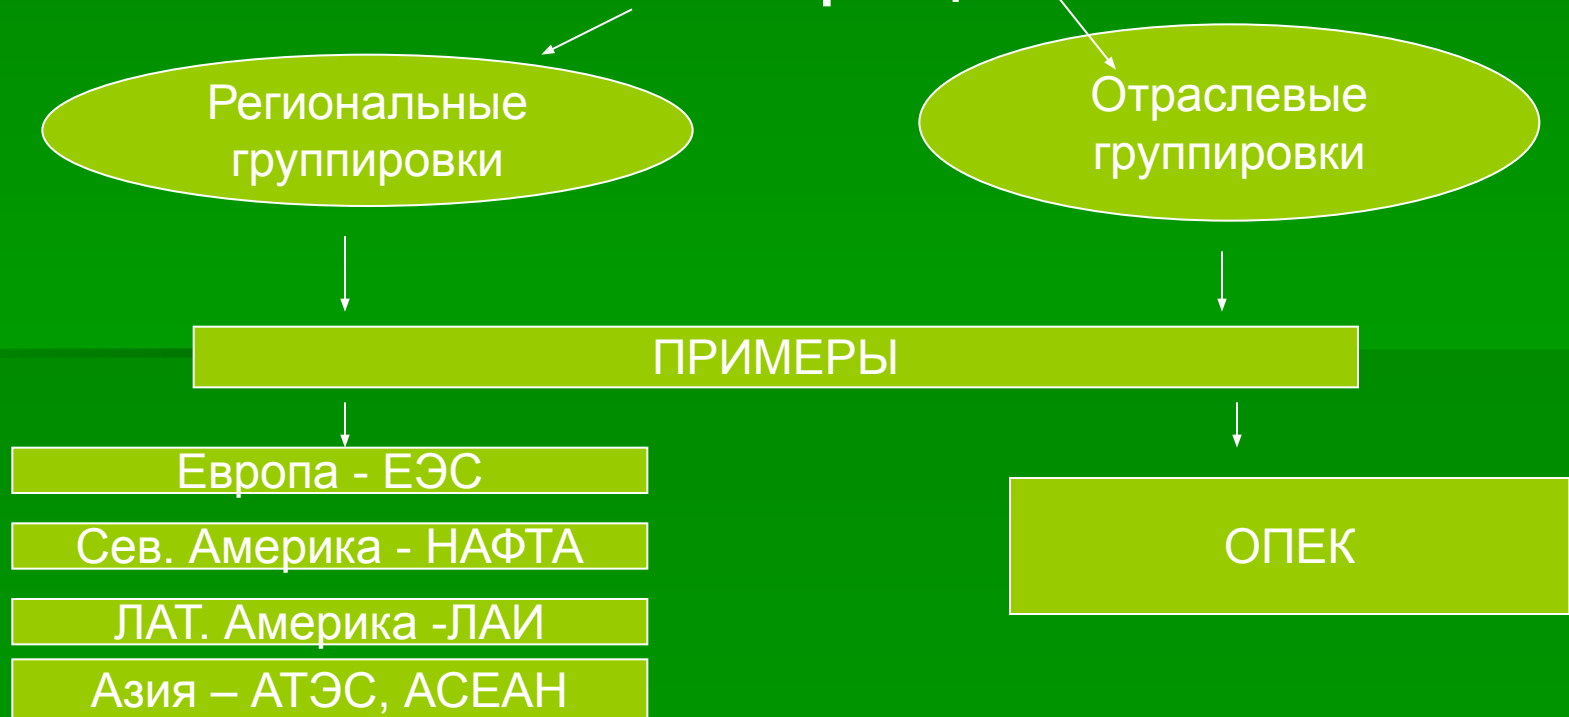 Региональные
группировки
Отраслевые
группировки
ПРИМЕРЫ
Европа - ЕЭС
Сев. Америка - НАФТА
ЛАТ. Америка -ЛАИ
Азия – АТЭС, АСЕАН
ОПЕК